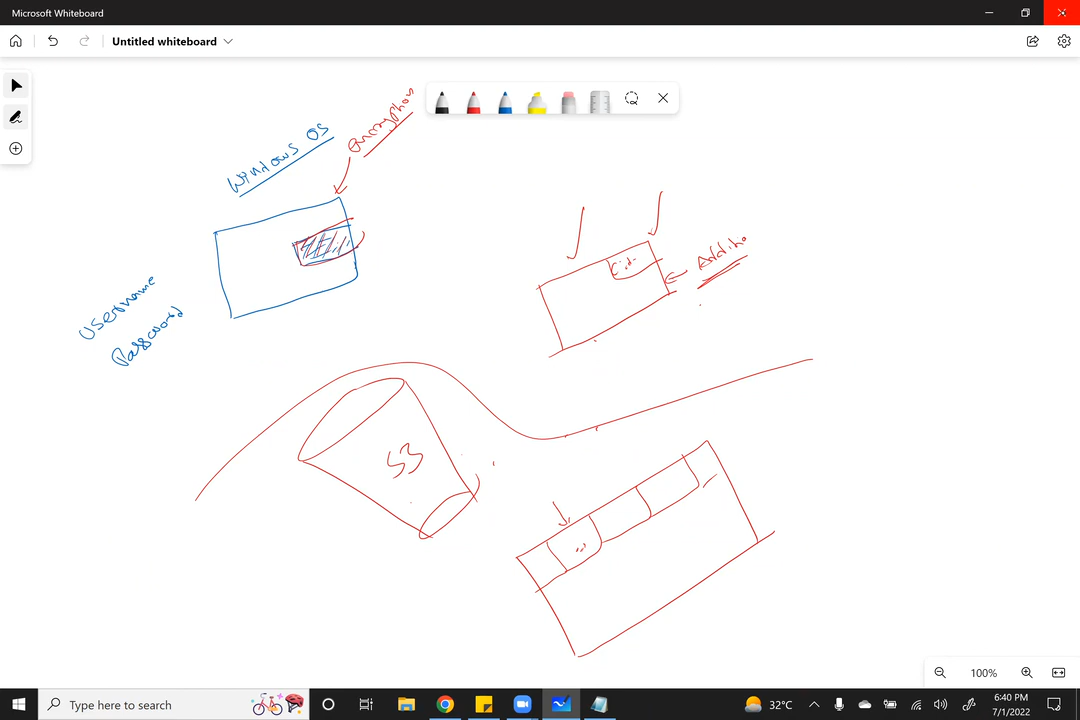 Microsoft Whiteboard
Untitled whiteboard
Windows OS
encryption
Username
Password
S3
100%
Type here to search
32°C
6:40 PM
7/1/2022